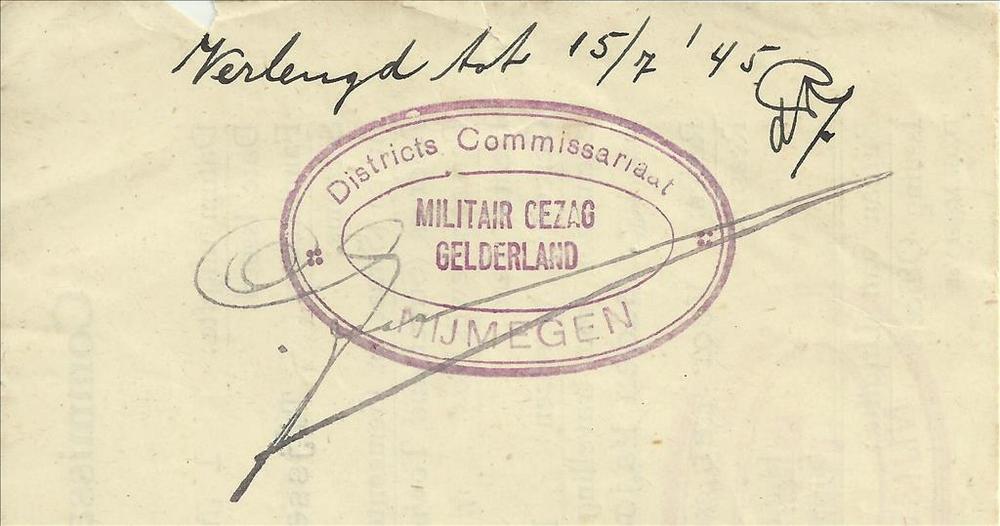 Verlengd tot 15/7 '45
Districts Commissariaat
MILITAIR GEZAG
GELDERLAND
NIJMEGEN